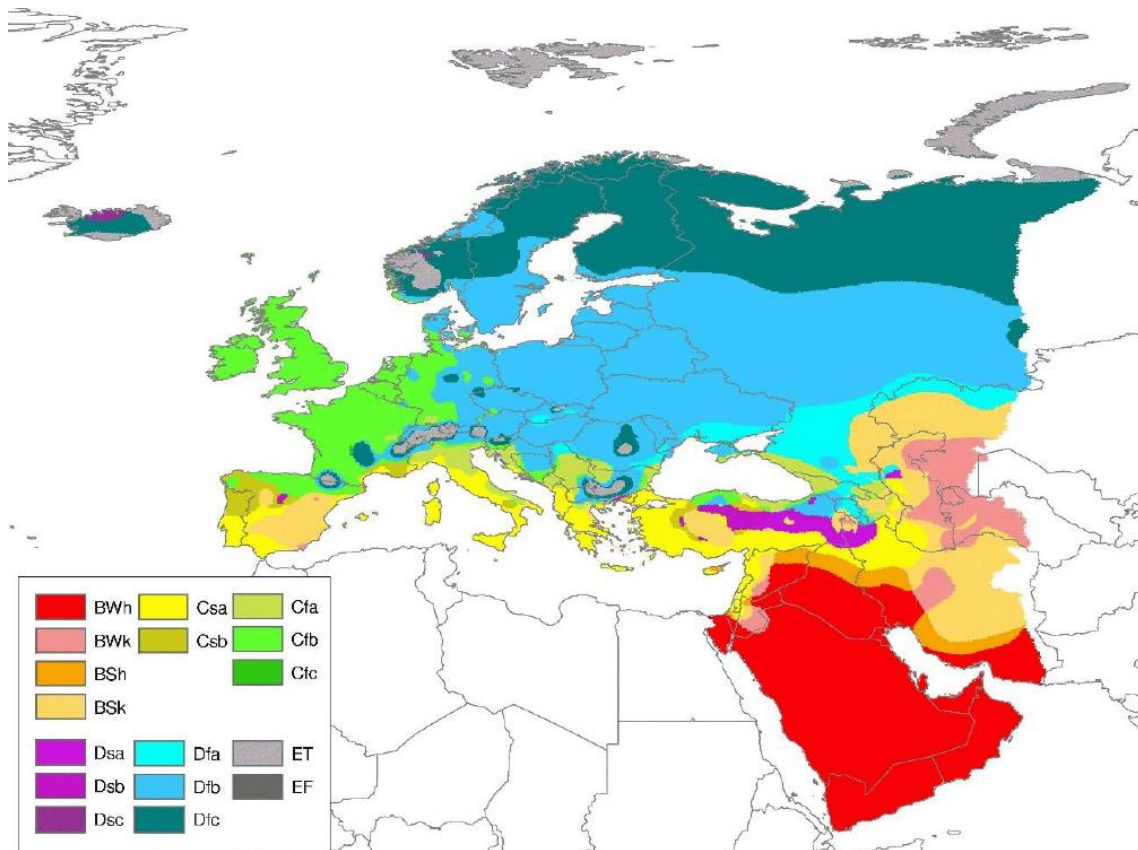 BWh Csa Cfa
BWk Csb Cfb
BSh Cfc
BSk
Dsa Dfa ET
Dsb Dfb EF
Dsc Dfc